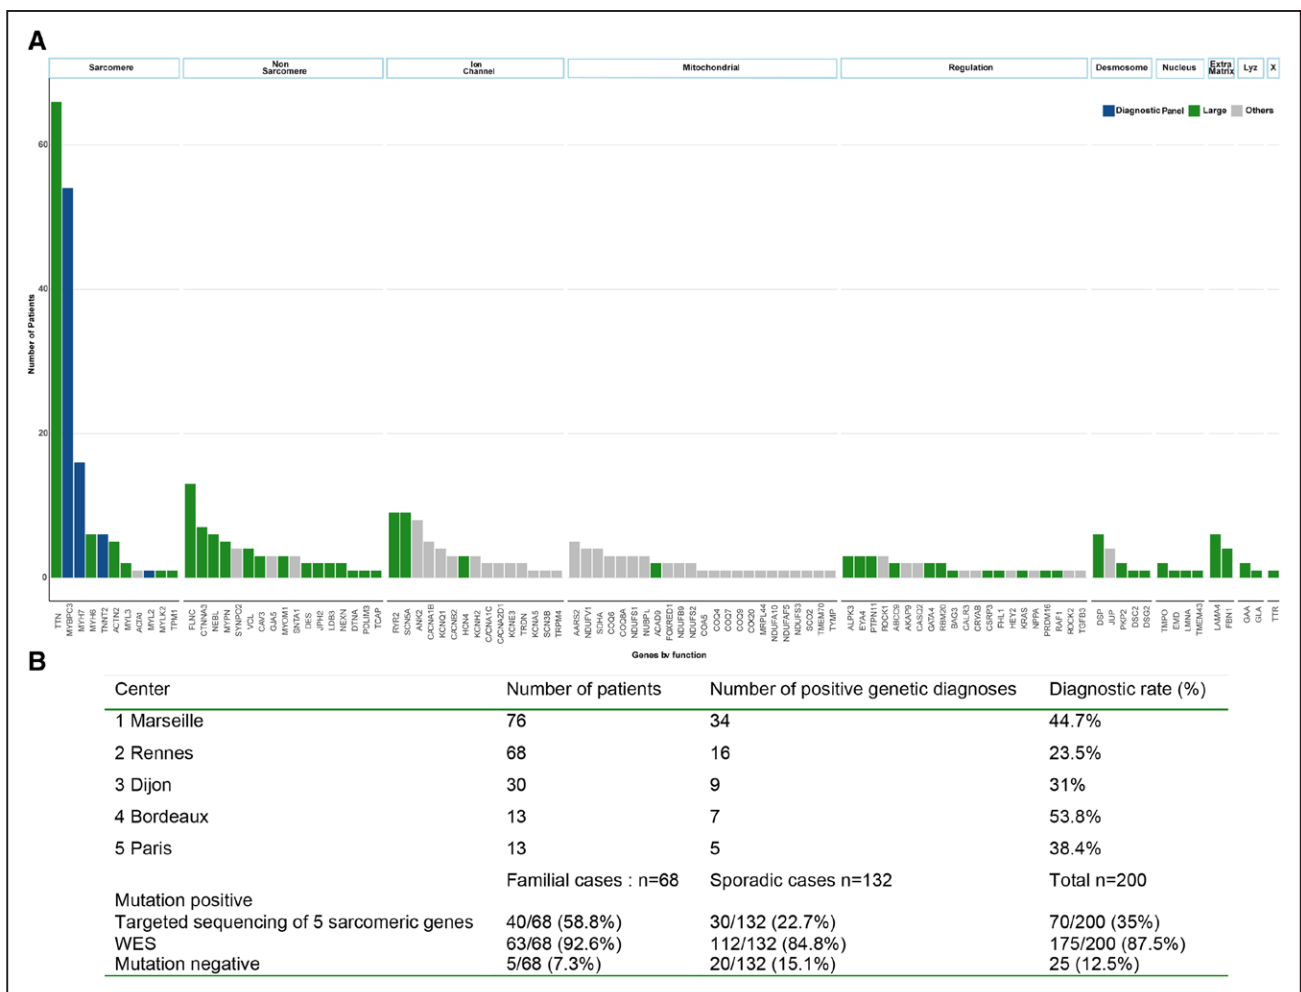 A
Sarcomere
Non
Sarcomere
Ion
Channel
Mitochondrial
Regulation
Desmosome
Nucleus
Extra
Matrix
Lyz
X
Diagnostic Panel
Large
Others
Number of Patients
60
40
20
0
TTN MYBPC3 MYH7 MYH6 TNNT2 ACTN2 MYL3 MYL2 MYLK2 TPM1
FLNC CTNNA3 NEBL MYPN SYNPO2 VCL CAV3 GJA5 MYOM1 SNTA1 DES JPH2 LDB3 NEXN DTNA PDLIM3 TCAP
RYR2 SCN5A ANK2 CACNA1B KCNQ1 CACNB2 HCN4 KCNH2 CACNA1C CACNA2D1 KCNE3 TRDN KCNA5 SCN3B TRPM4
AARS2 NDUFV1 SDHA COQ6 COQ8A NDUFS1 NUBPL ACAD9 FOXRED1 NDUFB9 NDUFS2 COA5 COQ4 COQ7 COQ9 COX20 MRPL44 NDUFA10 NDUFAF5 NDUFS3 SCO2 TMEM70 TYMP
ALPK3 EYA4 PTPN11 ROCK1 ABCC9 AKAP9 CASQ2 GATA4 RBM20 BAG3 CALR3 CRYAB CSRP3 FHL1 HEY2 KRAS NPPA PRDM16 RAF1 ROCK2 TGFB3
DSP JUP PKP2 DSC2 DSG2
TMPO EMD LMNA TMEM43
LAMA4 FBN1
GAA GLA
TTR
Genes by function
B
Center Number of patients Number of positive genetic diagnoses Diagnostic rate (%)
1 Marseille 76 34 44.7%
2 Rennes 68 16 23.5%
3 Dijon 30 9 31%
4 Bordeaux 13 7 53.8%
5 Paris 13 5 38.4%
Familial cases : n=68 Sporadic cases n=132 Total n=200
Mutation positive
Targeted sequencing of 5 sarcomeric genes 40/68 (58.8%) 30/132 (22.7%) 70/200 (35%)
WES 63/68 (92.6%) 112/132 (84.8%) 175/200 (87.5%)
Mutation negative 5/68 (7.3%) 20/132 (15.1%) 25 (12.5%)